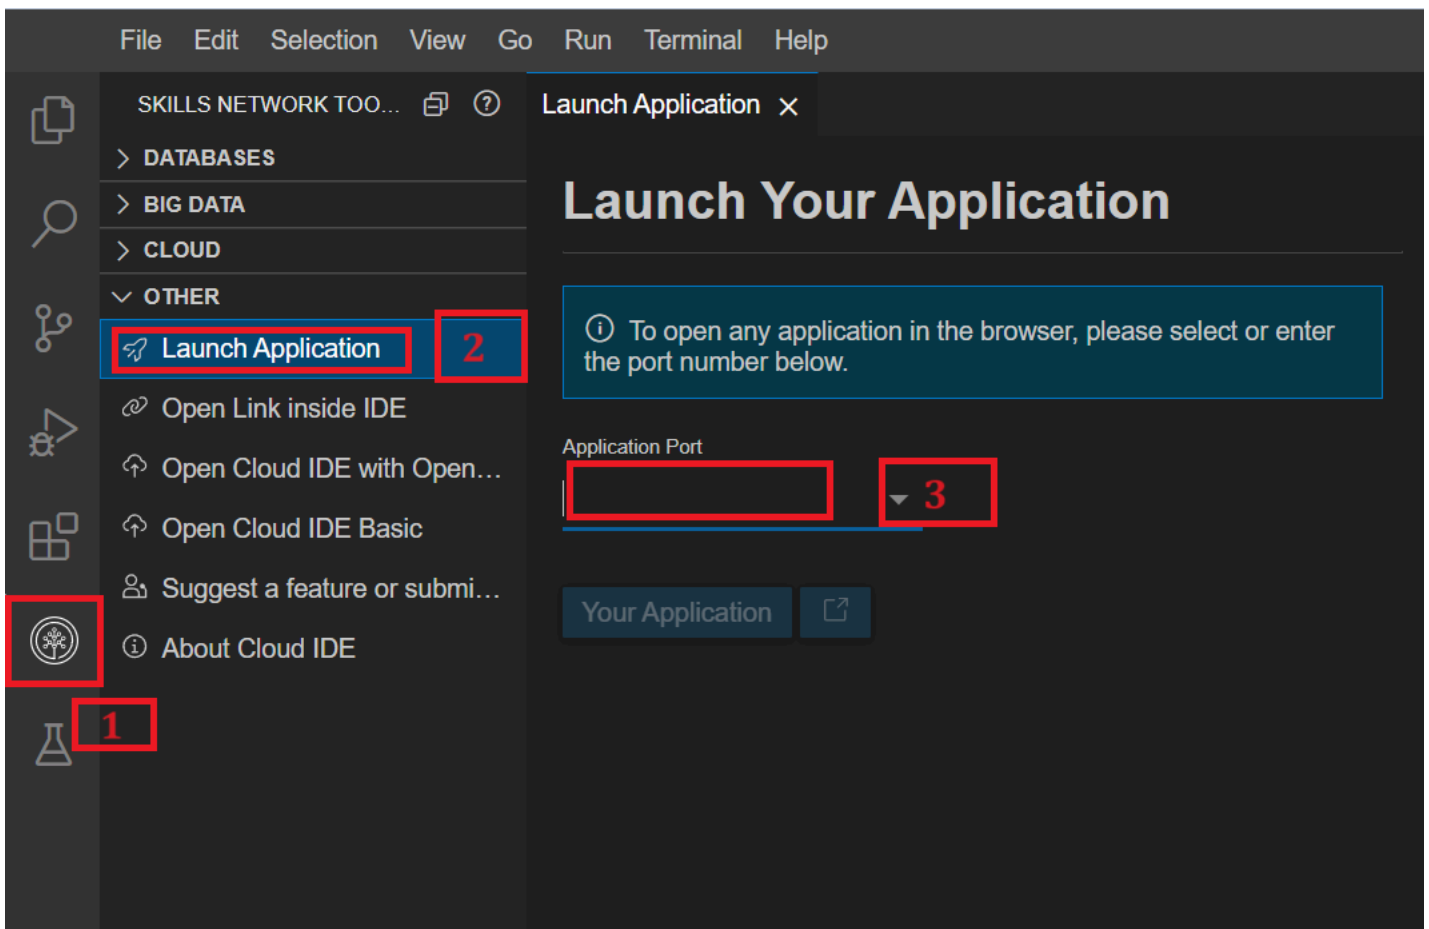 File Edit Selection View Go Run Terminal Help
SKILLS NETWORK TOO...
Launch Application
DATABASES
BIG DATA
CLOUD
OTHER
Launch Application
2
Open Link inside IDE
Open Cloud IDE with Open...
Open Cloud IDE Basic
Suggest a feature or submi...
About Cloud IDE
1
Launch Your Application
To open any application in the browser, please select or enter
the port number below.
Application Port
3
Your Application